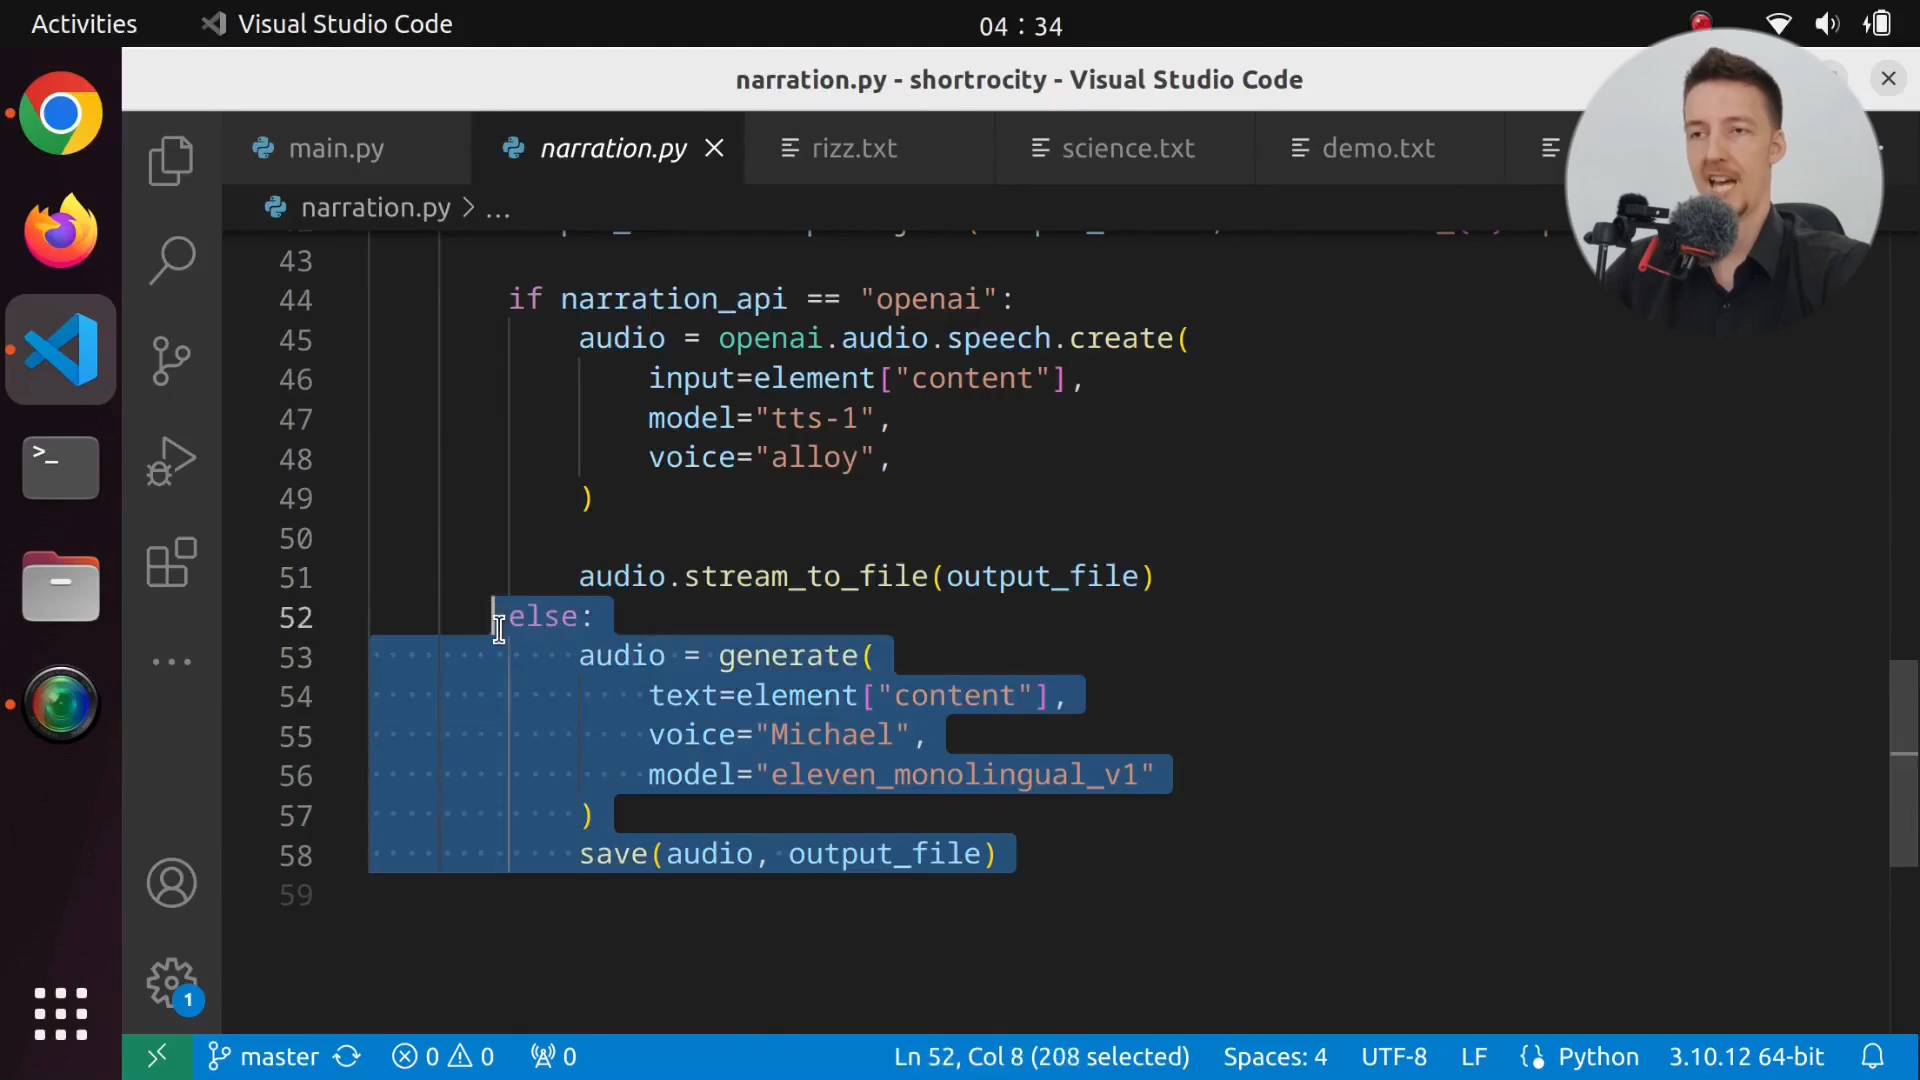 Activities
Visual Studio Code
04 : 34
narration.py - shortrocity - Visual Studio Code
main.py
narration.py
rizz.txt
science.txt
demo.txt
narration.py > ...
43
44 if narration_api == "openai":
45 audio = openai.audio.speech.create(
46 input=element["content"],
47 model="tts-1",
48 voice="alloy",
49 )
50
51 audio.stream_to_file(output_file)
52 else:
53 audio = generate(
54 text=element["content"],
55 voice="Michael",
56 model="eleven_monolingual_v1"
57 )
58 save(audio, output_file)
59
1
master
0 0
0
Ln 52, Col 8 (208 selected)
Spaces: 4
UTF-8
LF
Python
3.10.12 64-bit